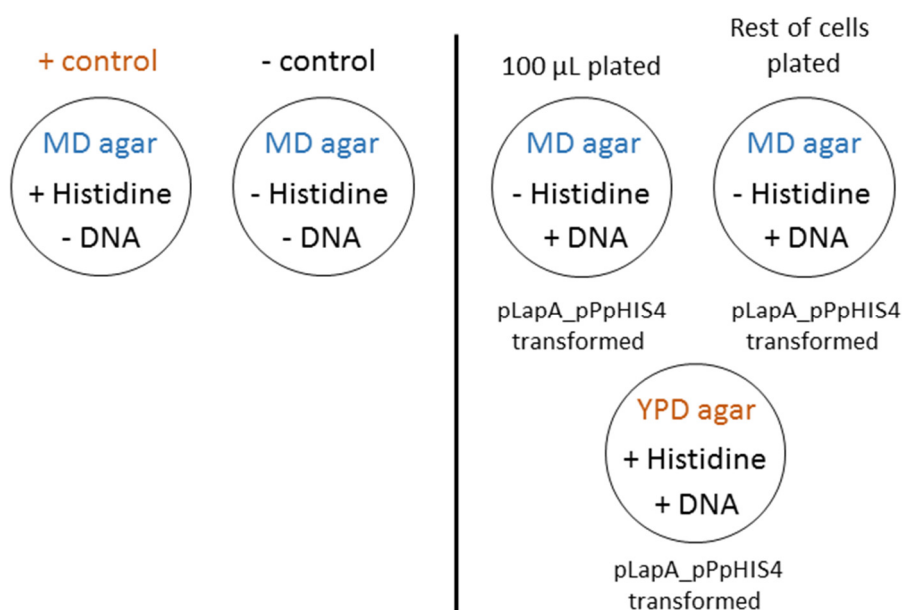 + control
MD agar
+ Histidine
- DNA
- control
MD agar
- Histidine
- DNA
100 µL plated
MD agar
- Histidine
+ DNA
pLapA_pPpHIS4
transformed
Rest of cells
plated
MD agar
- Histidine
+ DNA
pLapA_pPpHIS4
transformed
YPD agar
+ Histidine
+ DNA
pLapA_pPpHIS4
transformed